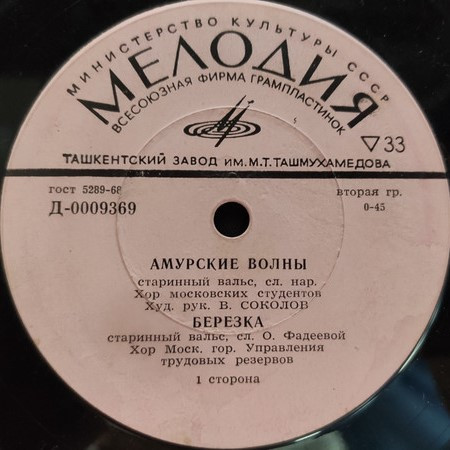 МИНИСТЕРСТВО КУЛЬТУРЫ СССР
МЕЛОДИЯ
ВСЕСОЮЗНАЯ ФИРМА ГРАМПЛАСТИНОК
▽33
ТАШКЕНТСКИЙ ЗАВОД ИМ. М.Т. ТАШМУХАМЕДОВА
гост 5289-68
вторая гр.
Д-0009369
0-45
АМУРСКИЕ ВОЛНЫ
старинный вальс, сл. нар.
Хор московских студентов
Худ. рук. В. СОКОЛОВ
БЕРЕЗКА
старинный вальс, сл. О. Фадеевой
Хор Моск. гор. Управления
трудовых резервов
1 сторона